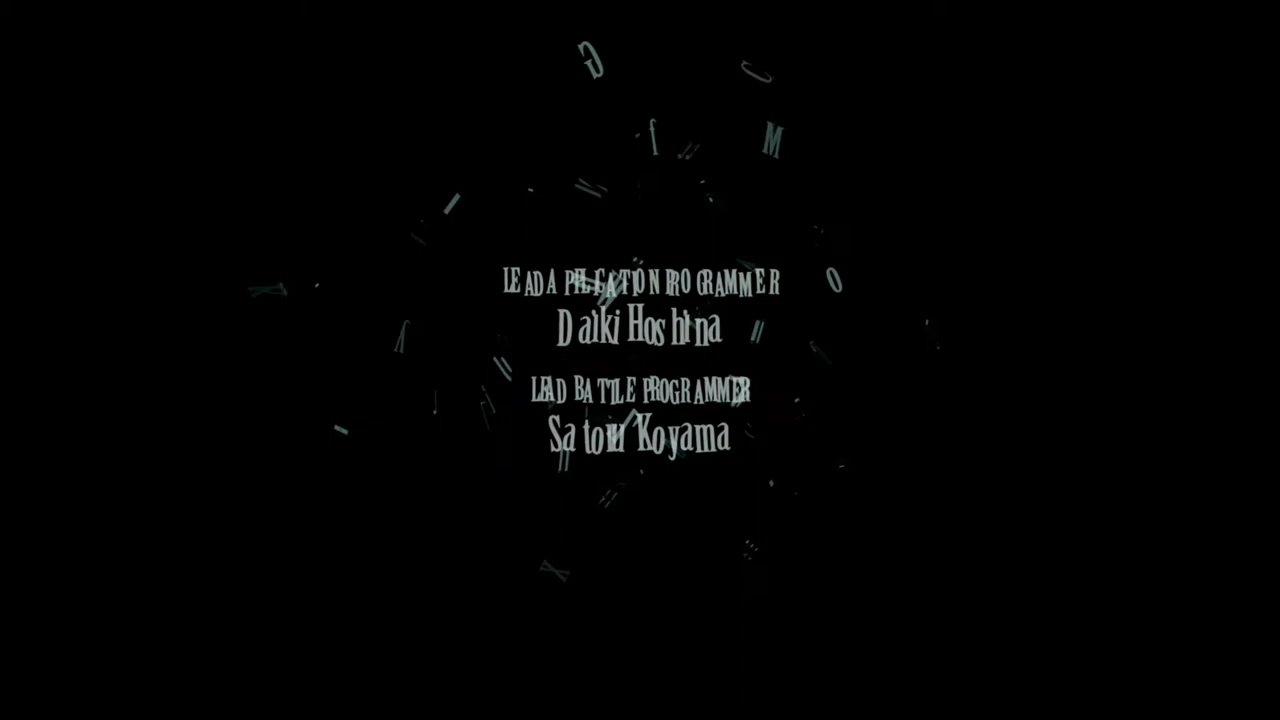 LEAD APPLICATION PROGRAMMER
Daiki Hoshina
LEAD BATTLE PROGRAMMER
Satoru Koyama